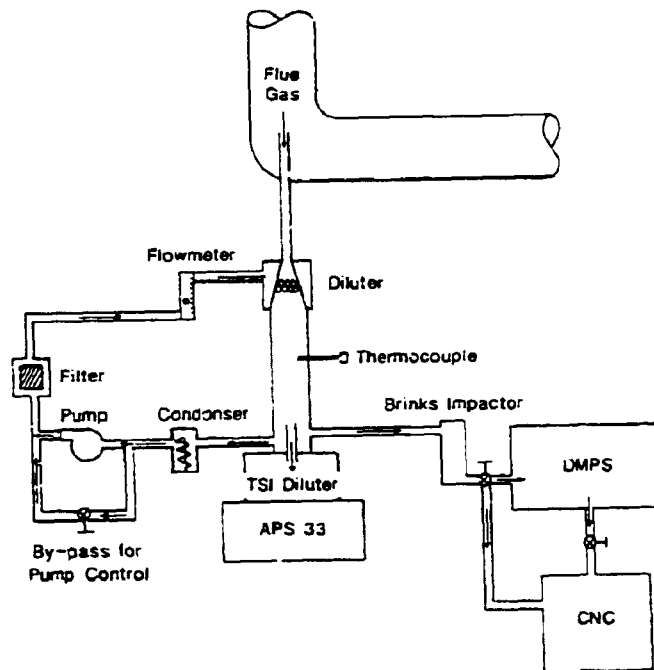 Flue
Gas
Flowmeter
Diluter
Thermocouple
Filter
Brinks Impactor
Pump
Condenser
DMPS
TSI Diluter
APS 33
By-pass for
Pump Control
CNC